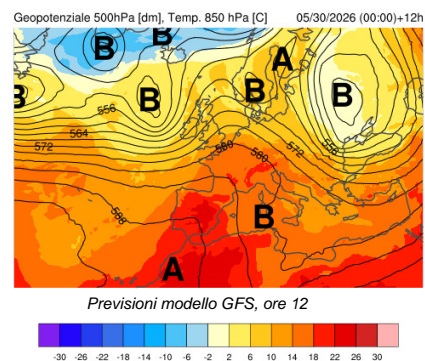 Geopotenziale 500hPa [dm], Temp. 850 hPa [C] 05/30/2026 (00:00)+12h
B
B
A
B
B
B
B
556
564
572
580
580
572
556
588
B
A
Previsioni modello GFS, ore 12
-30 -26 -22 -18 -14 -10 -6 -2 2 6 10 14 18 22 26 30